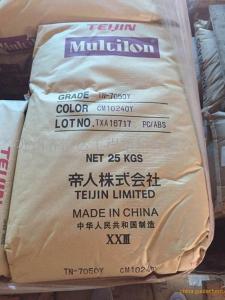 TEIJIN
Multilon
GRADE TN-7050Y
COLOR CM10240Y
LOT NO. TXA16717 PC/ABS
NET 25 KGS
帝人株式会社
TEIJIN LIMITED
MADE IN CHINA
中华人民共和国制造
XXIII
TN-7050Y CM1024
TEIJIN